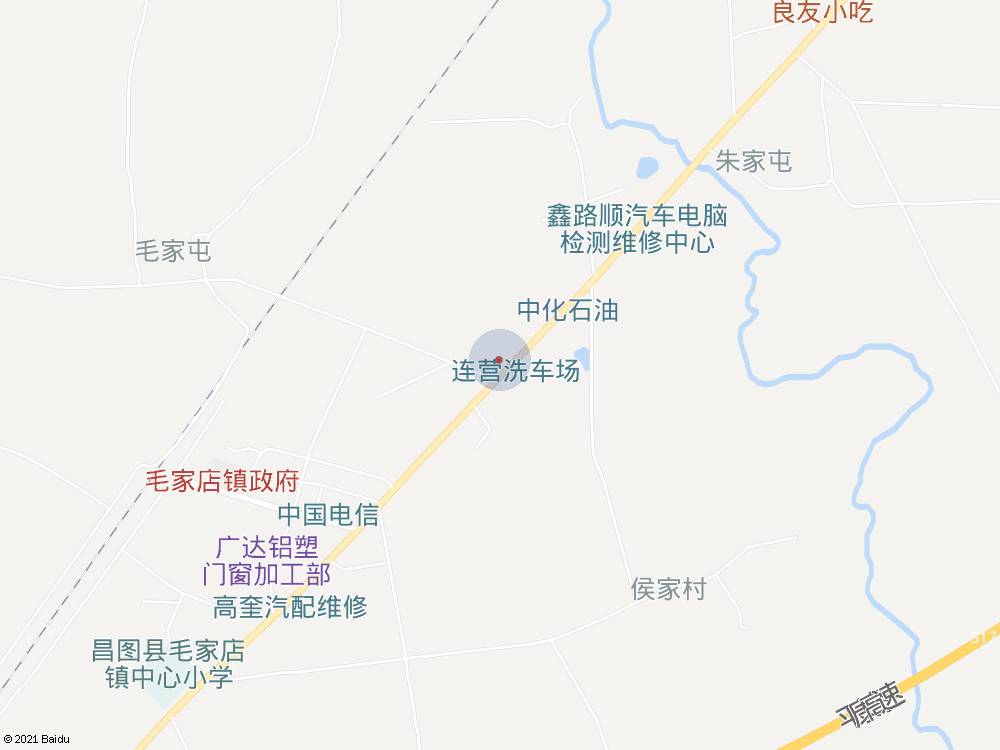 良友小吃
朱家屯
鑫路顺汽车电脑
检测维修中心
毛家屯
中化石油
连营洗车场
毛家店镇政府
中国电信
广达铝塑
门窗加工部
侯家村
高奎汽配维修
昌图县毛家店
镇中心小学
© 2021 Baidu